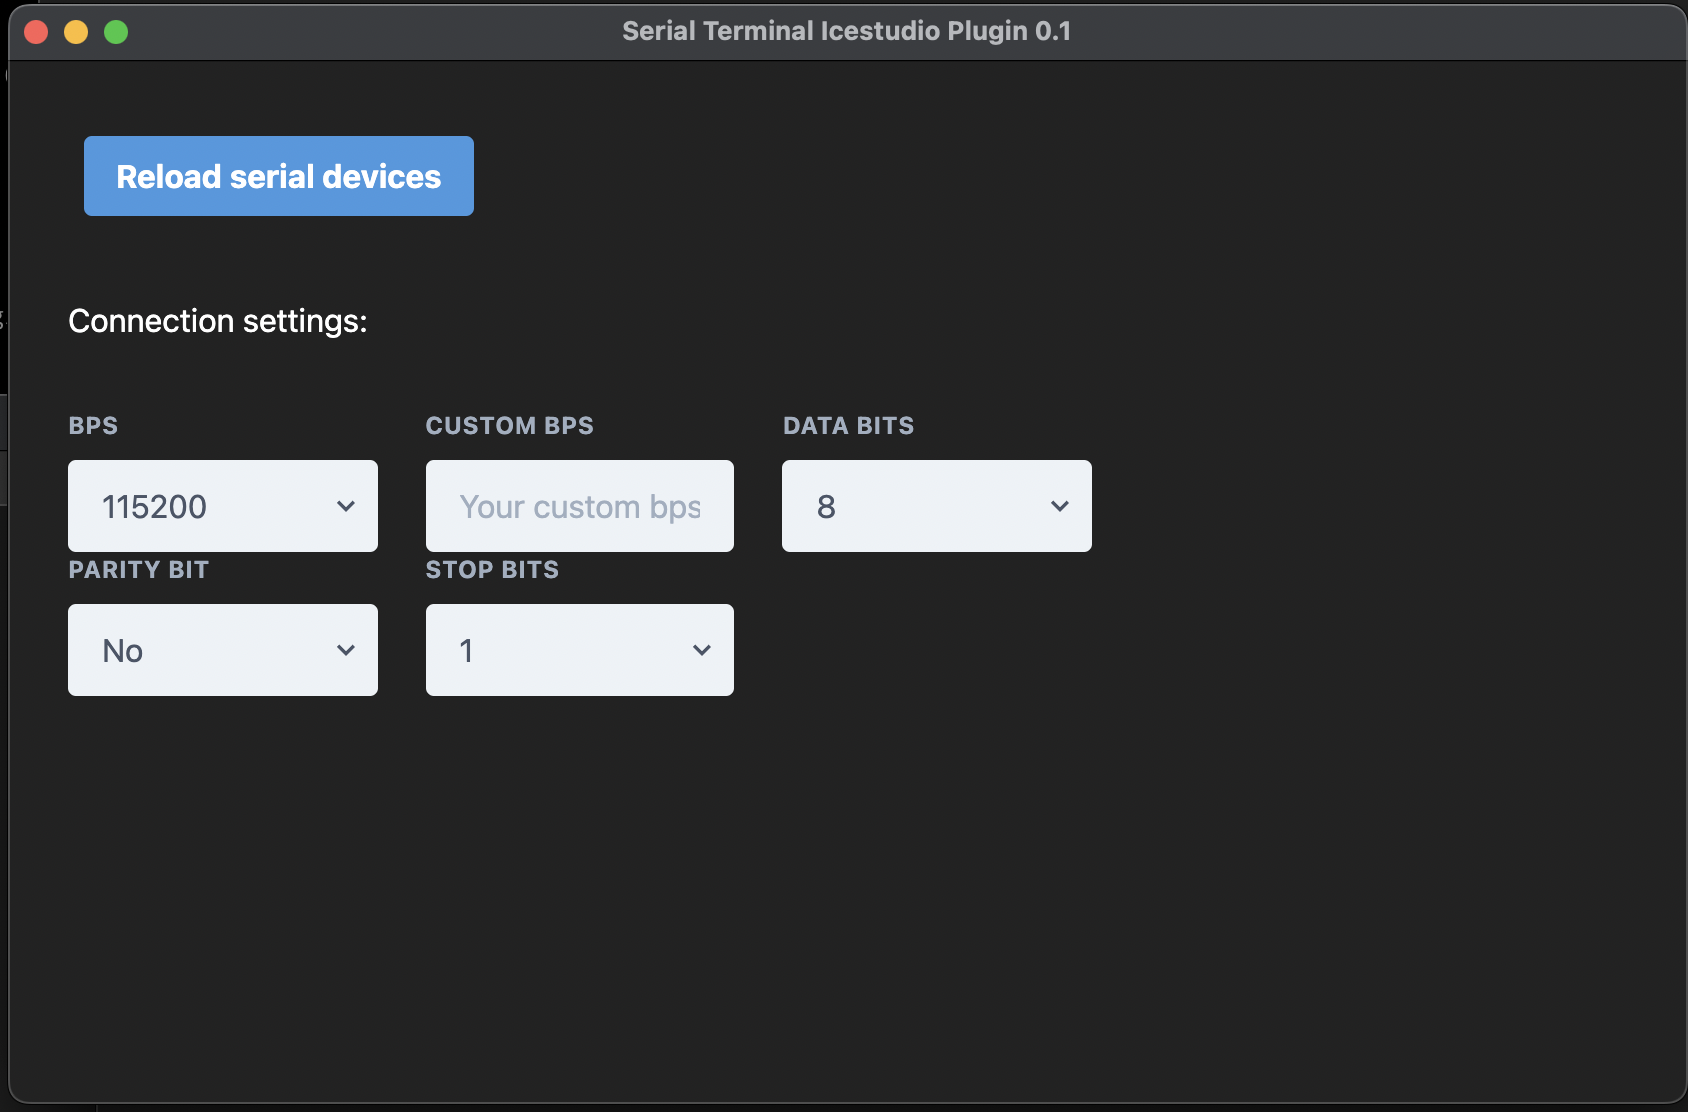 Serial Terminal Icestudio Plugin 0.1
Reload serial devices
Connection settings:
BPS CUSTOM BPS DATA BITS
115200 Your custom bps 8
PARITY BIT STOP BITS
No 1